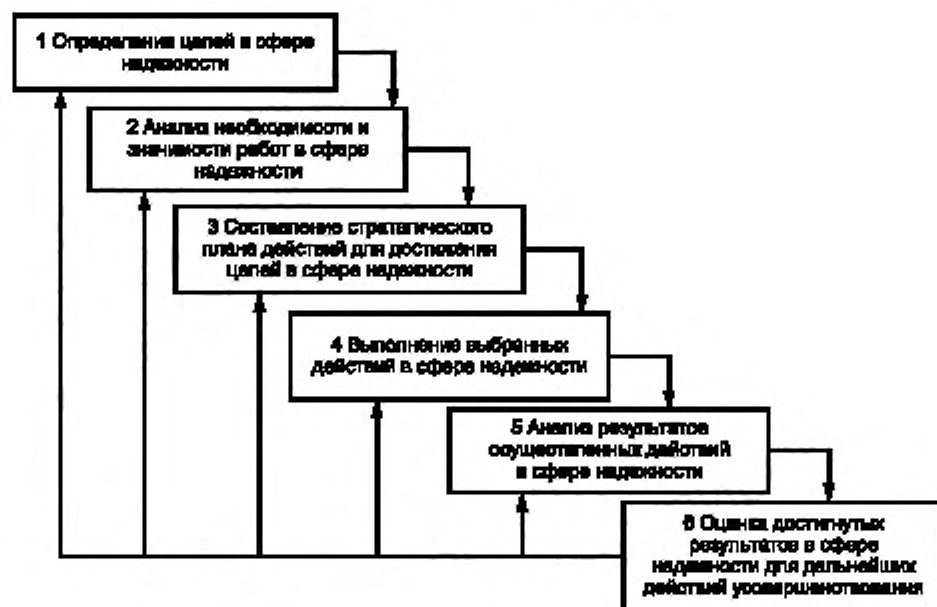 1 Определение целей в сфере
надежности
2 Анализ необходимости и
значимости работ в сфере
надежности
3 Составление стратегического
плана действий для достижения
целей в сфере надежности
4 Выполнение выбранных
действий в сфере надежности
5 Анализ результатов
осуществленных действий
в сфере надежности
6 Оценка достигнутых
результатов в сфере
надежности для дальнейших
действий усовершенствования